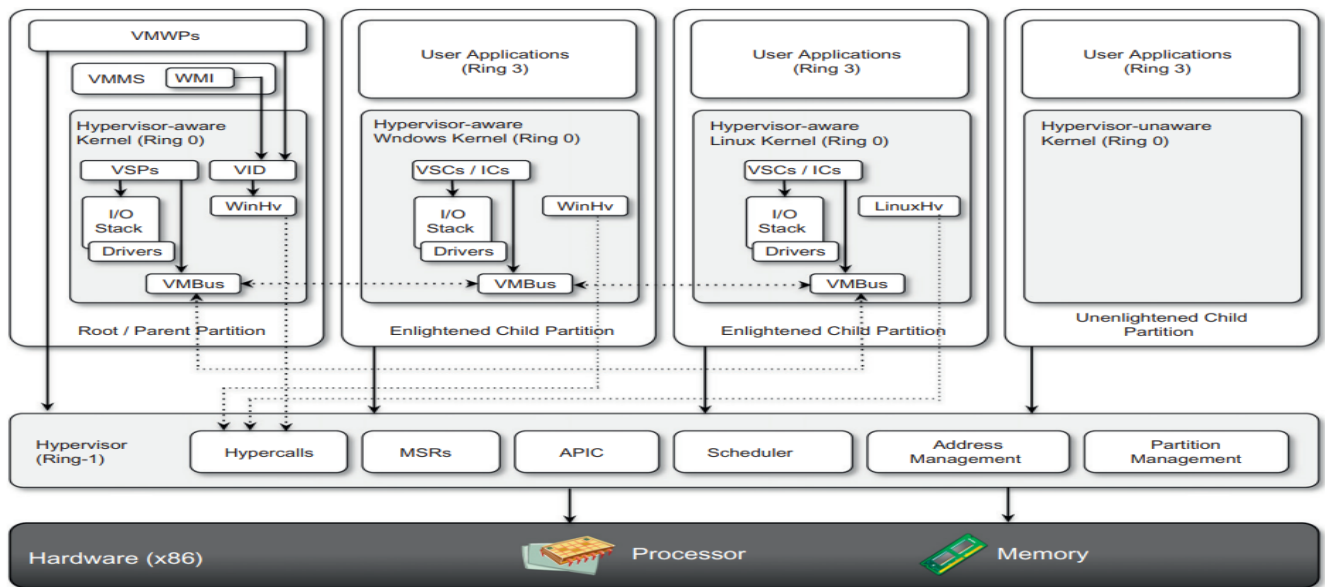 VMWPs
VMMS
WMI
Hypervisor-aware
Kernel (Ring 0)
VSPs
VID
I/O
Stack
Drivers
WinHv
VMBus
Root / Parent Partition
User Applications
(Ring 3)
Hypervisor-aware
Wndows Kernel (Ring 0)
VSCs / ICs
I/O
Stack
Drivers
WinHv
VMBus
Enlightened Child Partition
User Applications
(Ring 3)
Hypervisor-aware
Linux Kernel (Ring 0)
VSCs / ICs
I/O
Stack
Drivers
LinuxHv
VMBus
Enlightened Child Partition
User Applications
(Ring 3)
Hypervisor-unaware
Kernel (Ring 0)
Unenlightened Child
Partition
Hypervisor
(Ring-1)
Hypercalls
MSRs
APIC
Scheduler
Address
Management
Partition
Management
Hardware (x86)
Processor
Memory